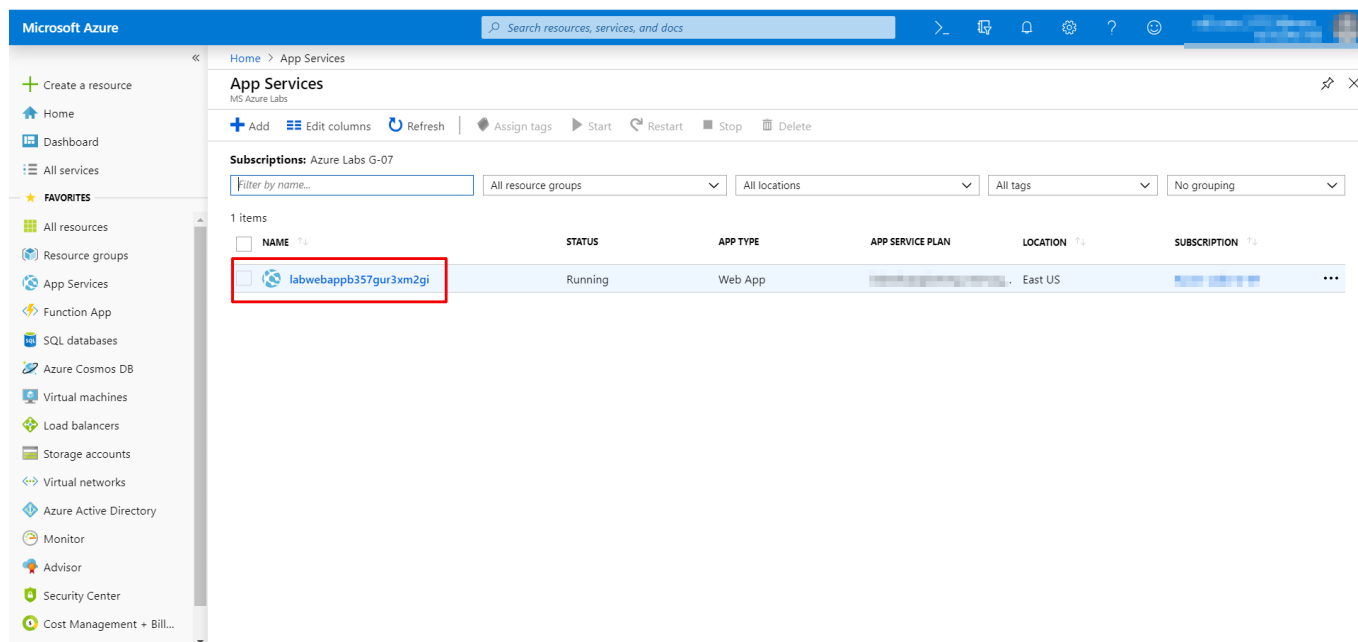 Microsoft Azure
Search resources, services, and docs
Home > App Services
App Services
MS Azure Labs
Add Edit columns Refresh Assign tags Start Restart Stop Delete
Subscriptions: Azure Labs G-07
Filter by name... All resource groups All locations All tags No grouping
1 items
NAME STATUS APP TYPE APP SERVICE PLAN LOCATION SUBSCRIPTION
labwebappb357gur3xm2gi Running Web App East US
Create a resource
Home
Dashboard
All services
FAVORITES
All resources
Resource groups
App Services
Function App
SQL databases
Azure Cosmos DB
Virtual machines
Load balancers
Storage accounts
Virtual networks
Azure Active Directory
Monitor
Advisor
Security Center
Cost Management + Bill...